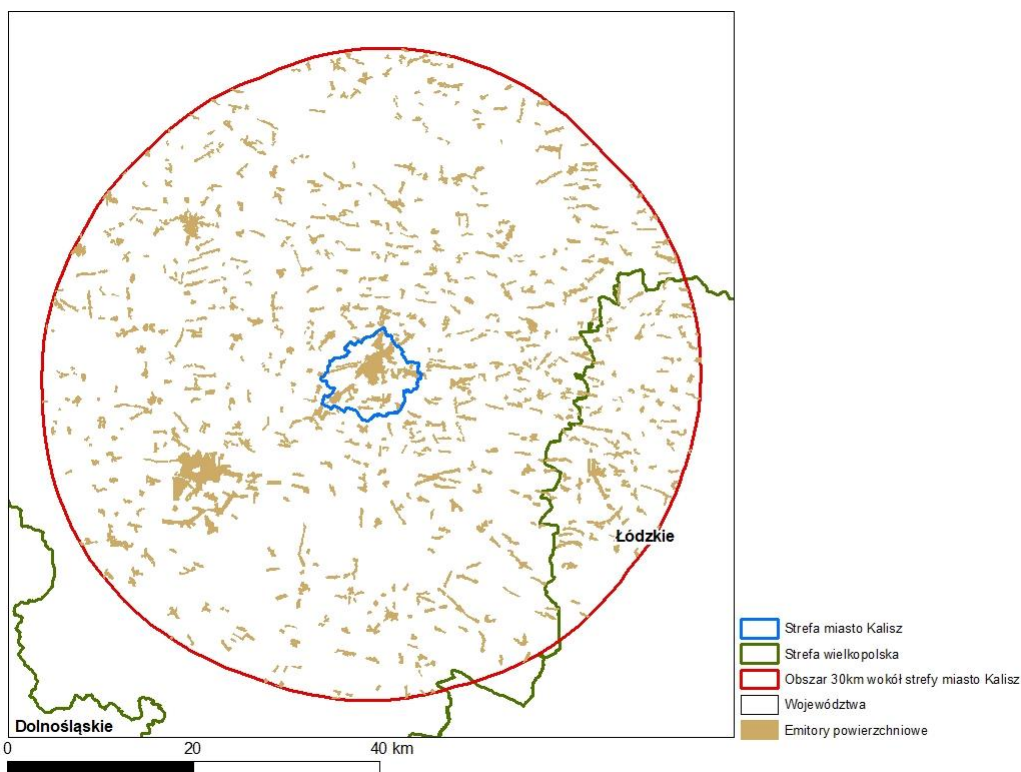 Łódzkie
Dolnośląskie
0 20 40 km
Strefa miasto Kalisz
Strefa wielkopolska
Obszar 30km wokół strefy miasto Kalisz
Województwa
Emitory powierzchniowe